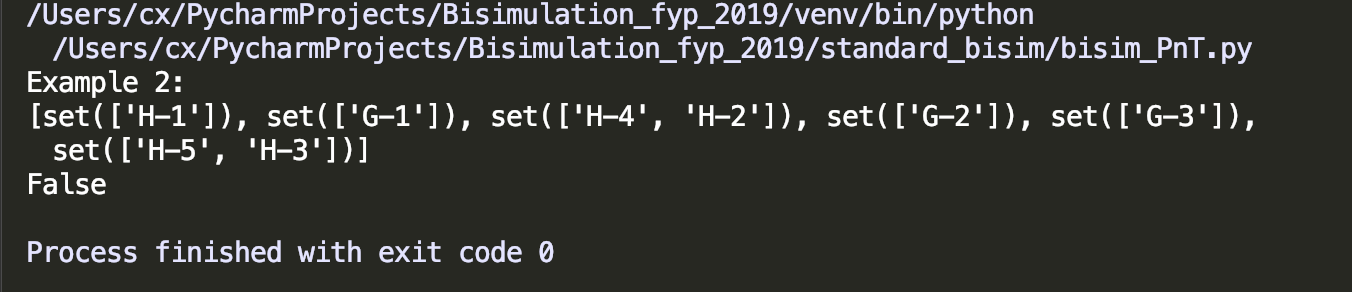 /Users/cx/PycharmProjects/Bisimulation_fyp_2019/venv/bin/python
/Users/cx/PycharmProjects/Bisimulation_fyp_2019/standard_bisim/bisim_PnT.py
Example 2:
[set(['H-1']), set(['G-1']), set(['H-4', 'H-2']), set(['G-2']), set(['G-3']),
set(['H-5', 'H-3'])]
False
Process finished with exit code 0